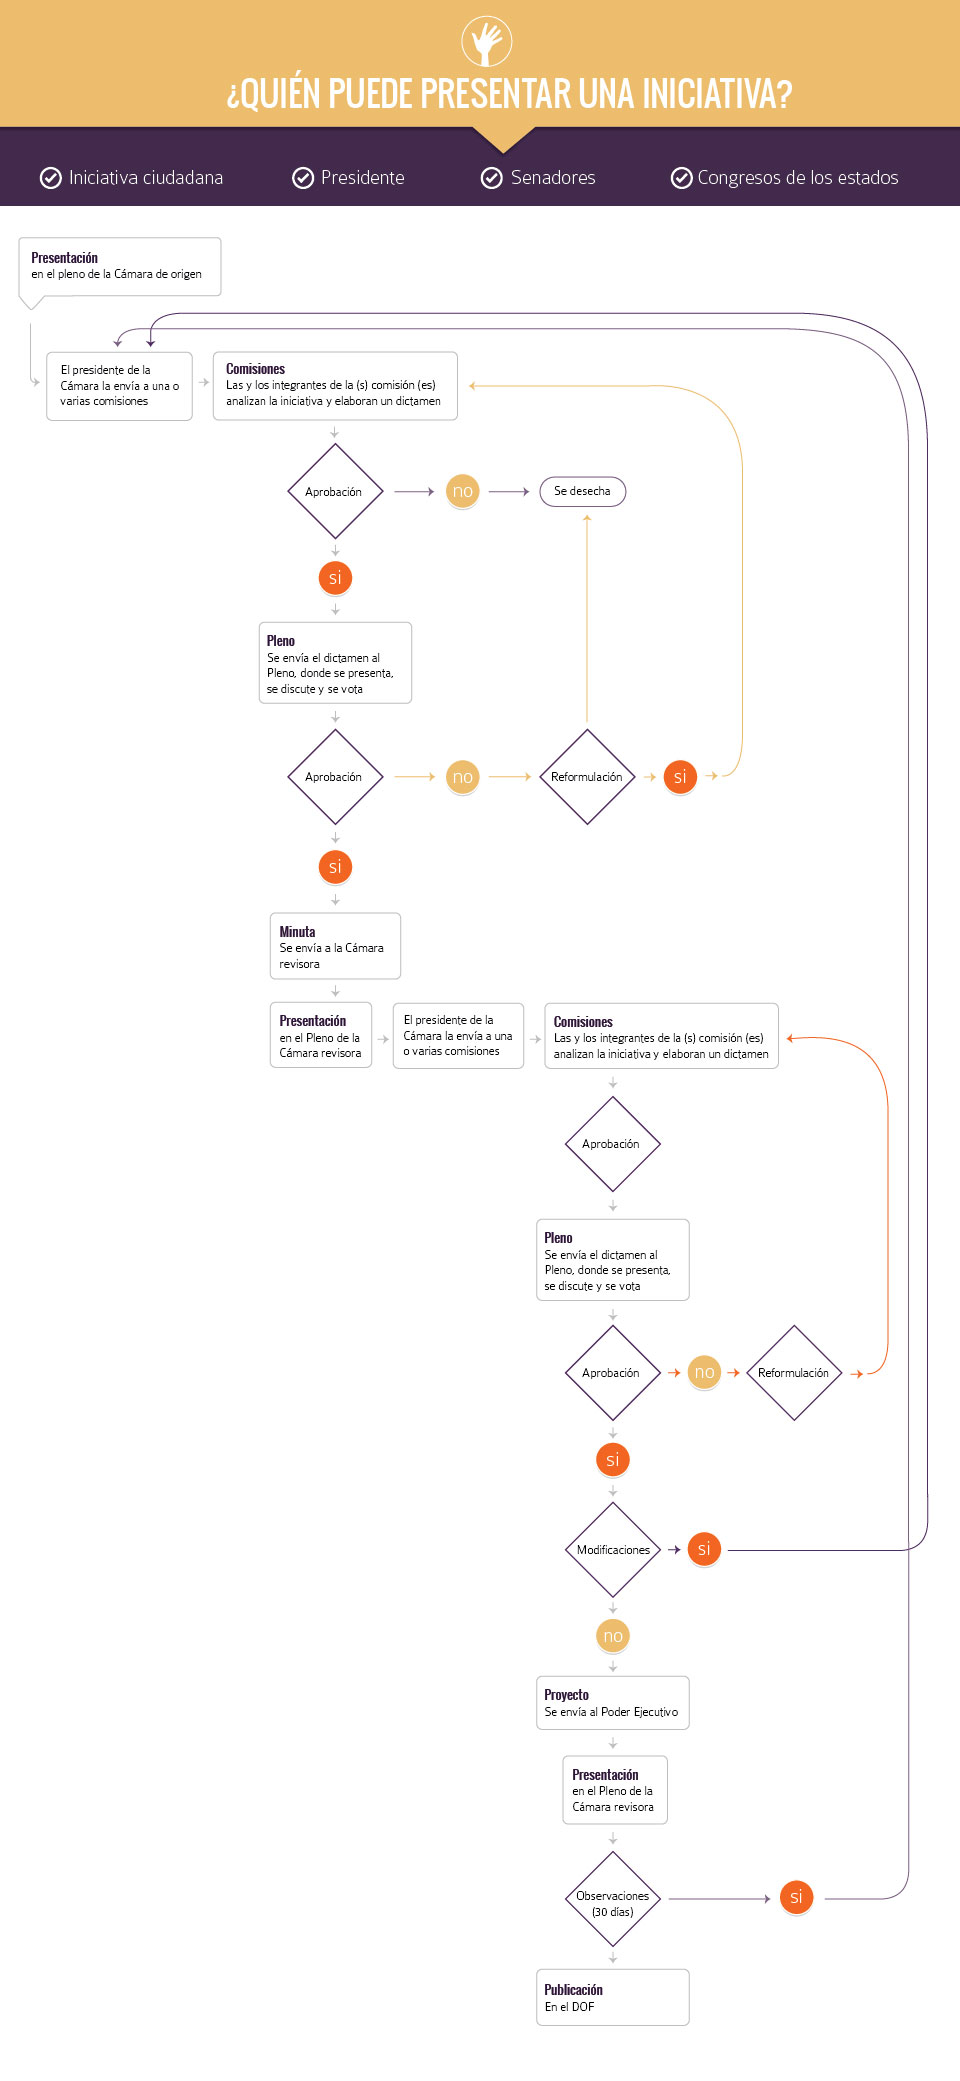 ¿QUIÉN PUEDE PRESENTAR UNA INICIATIVA?
Iniciativa ciudadana
Presidente
Senadores
Congresos de los estados
Presentación
en el pleno de la Cámara de origen
El presidente de la
Cámara la envía a una o
varias comisiones
Comisiones
Las y los integrantes de la (s) comisión (es)
analizan la iniciativa y elaboran un dictamen
Aprobación
no
Se desecha
si
Pleno
Se envía el dictamen al
Pleno, donde se presenta,
se discute y se vota
Aprobación
no
Reformulación
si
si
Minuta
Se envía a la Cámara
revisora
Presentación
en el Pleno de la
Cámara revisora
El presidente de la
Cámara la envía a una
o varias comisiones
Comisiones
Las y los integrantes de la (s) comisión (es)
analizan la iniciativa y elaboran un dictamen
Aprobación
Pleno
Se envía el dictamen al
Pleno, donde se presenta,
se discute y se vota
Aprobación
no
Reformulación
si
Modificaciones
si
no
Proyecto
Se envía al Poder Ejecutivo
Presentación
en el Pleno de la
Cámara revisora
Observaciones
(30 días)
si
Publicación
En el DOF